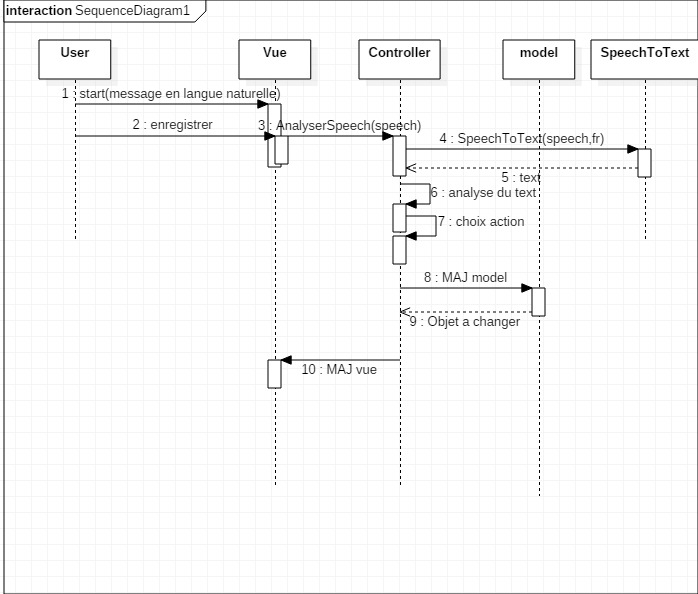 interaction SequenceDiagram1
User
Vue
Controller
model
SpeechToText
1 : start(message en langue naturelle)
2 : enregistrer
3 : AnalyserSpeech(speech)
4 : SpeechToText(speech,fr)
5 : text
6 : analyse du text
7 : choix action
8 : MAJ model
9 : Objet a changer
10 : MAJ vue